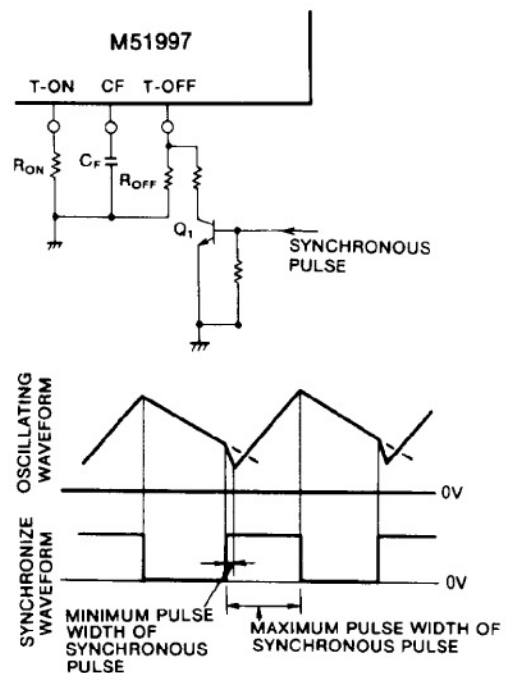 M51997
T-ON CF T-OFF
RON
CF
ROFF
Q1
SYNCHRONOUS
PULSE
OSCILLATING
WAVEFORM
0V
SYNCHRONIZE
WAVEFORM
0V
MINIMUM PULSE
WIDTH OF
SYNCHRONOUS
PULSE
MAXIMUM PULSE WIDTH OF
SYNCHRONOUS PULSE